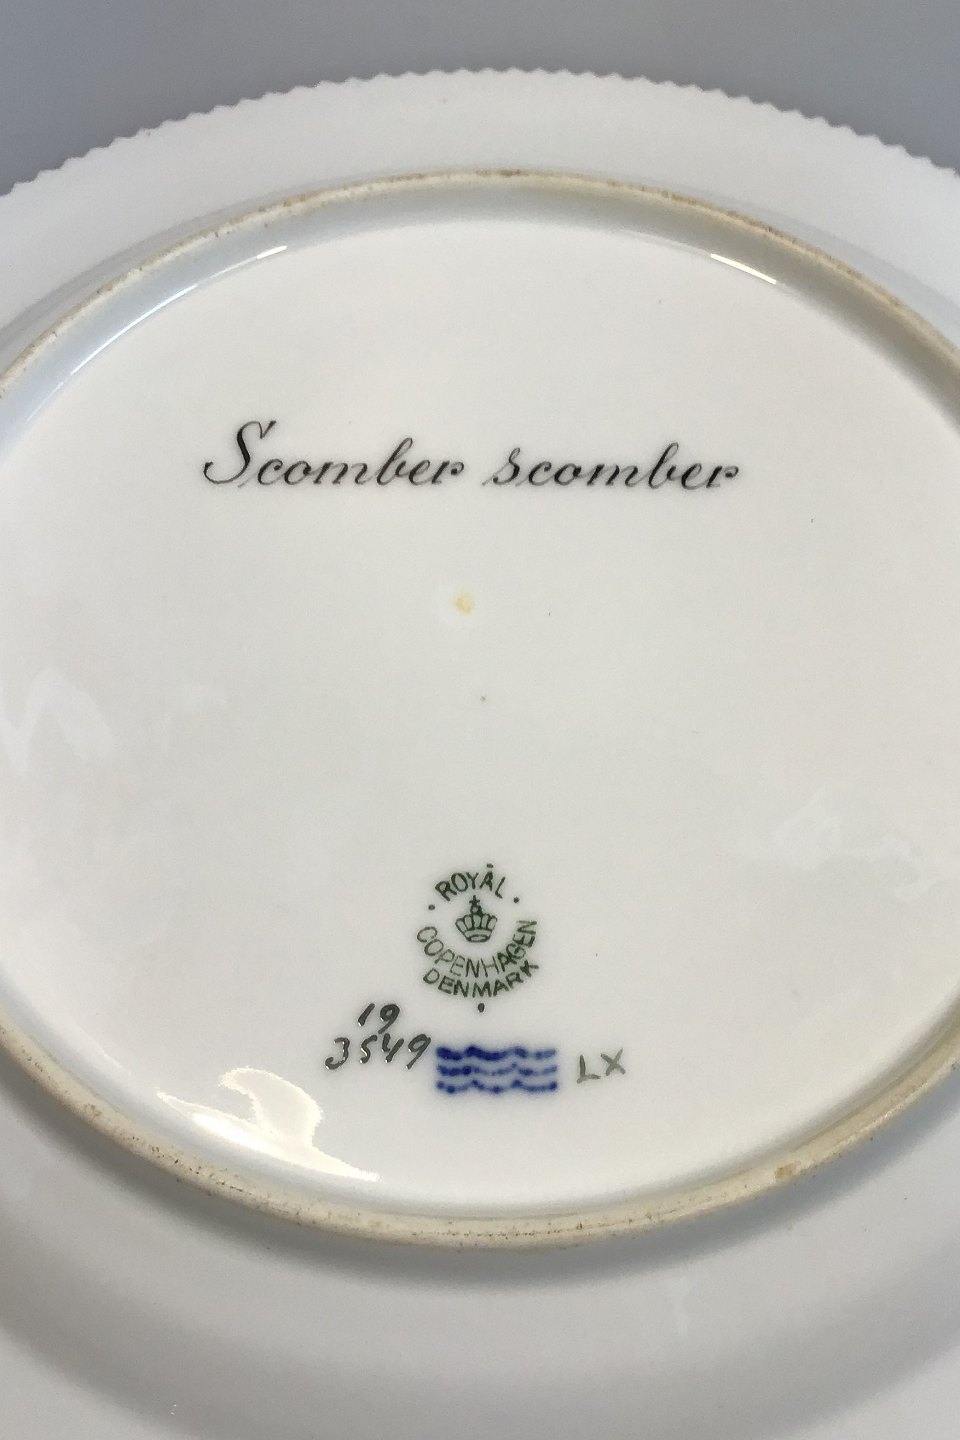 Scomber scomber
ROYAL
COPENHAGEN
DENMARK
19
3549
LX